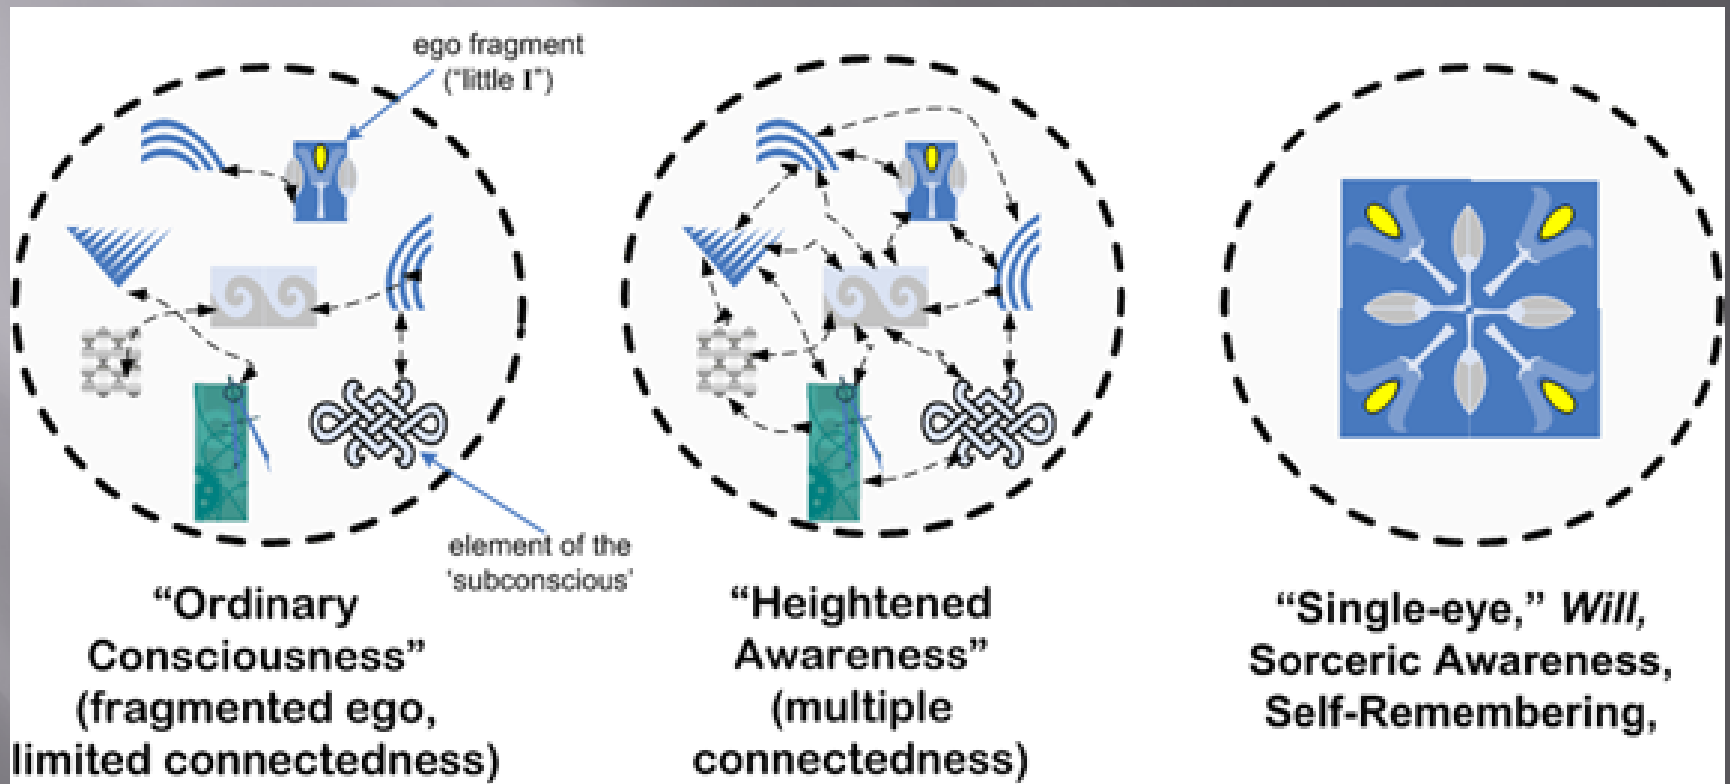 ego fragment
("little I")
element of the
'subconscious'
“Ordinary
Consciousness”
(fragmented ego,
limited connectedness)
“Heightened
Awareness”
(multiple
connectedness)
“Single-eye,” Will,
Sorceric Awareness,
Self-Remembering,